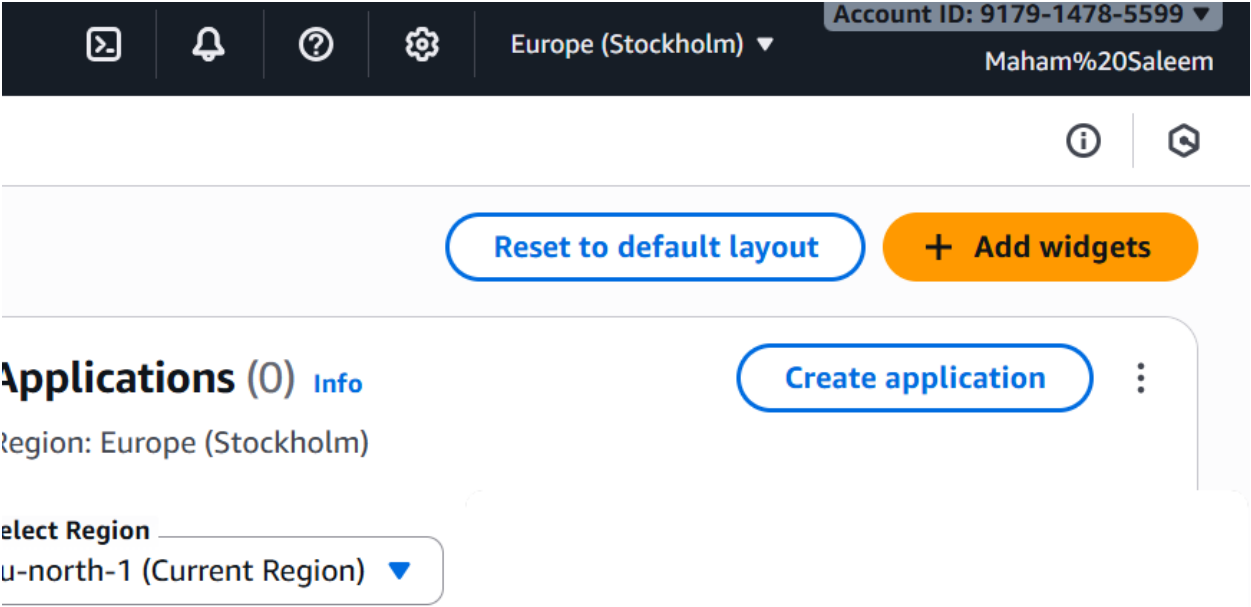 Account ID: 9179-1478-5599
Europe (Stockholm)
Maham%20Saleem
Reset to default layout
+ Add widgets
Applications (0) Info
Create application
Region: Europe (Stockholm)
elect Region
u-north-1 (Current Region)